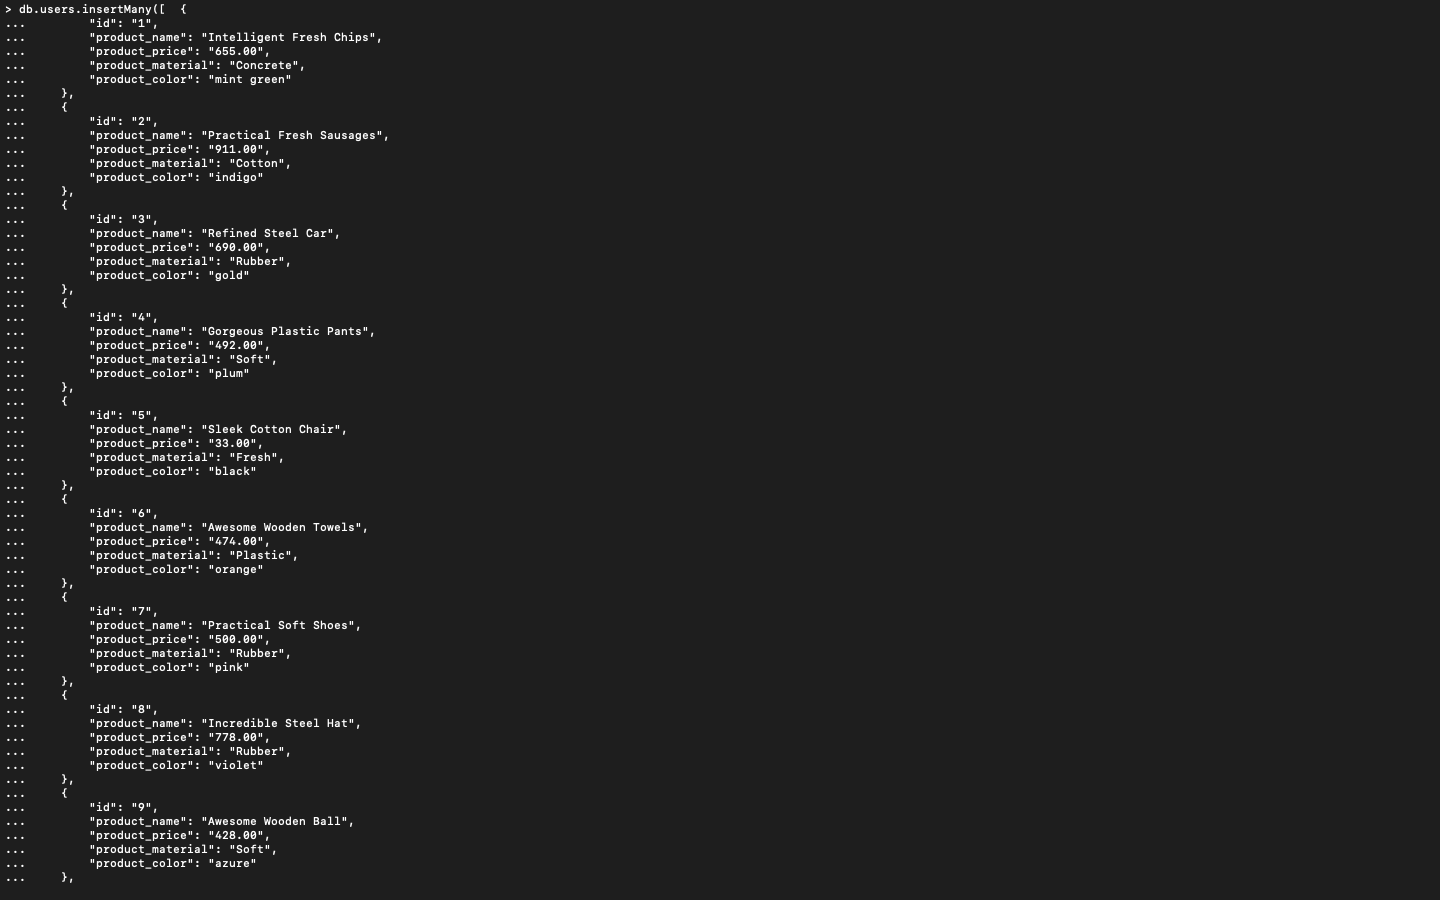 > db.users.insertMany([  {
...         "id": "1",
...         "product_name": "Intelligent Fresh Chips",
...         "product_price": "655.00",
...         "product_material": "Concrete",
...         "product_color": "mint green"
...     },
...     {
...         "id": "2",
...         "product_name": "Practical Fresh Sausages",
...         "product_price": "911.00",
...         "product_material": "Cotton",
...         "product_color": "indigo"
...     },
...     {
...         "id": "3",
...         "product_name": "Refined Steel Car",
...         "product_price": "690.00",
...         "product_material": "Rubber",
...         "product_color": "gold"
...     },
...     {
...         "id": "4",
...         "product_name": "Gorgeous Plastic Pants",
...         "product_price": "492.00",
...         "product_material": "Soft",
...         "product_color": "plum"
...     },
...     {
...         "id": "5",
...         "product_name": "Sleek Cotton Chair",
...         "product_price": "33.00",
...         "product_material": "Fresh",
...         "product_color": "black"
...     },
...     {
...         "id": "6",
...         "product_name": "Awesome Wooden Towels",
...         "product_price": "474.00",
...         "product_material": "Plastic",
...         "product_color": "orange"
...     },
...     {
...         "id": "7",
...         "product_name": "Practical Soft Shoes",
...         "product_price": "500.00",
...         "product_material": "Rubber",
...         "product_color": "pink"
...     },
...     {
...         "id": "8",
...         "product_name": "Incredible Steel Hat",
...         "product_price": "778.00",
...         "product_material": "Rubber",
...         "product_color": "violet"
...     },
...     {
...         "id": "9",
...         "product_name": "Awesome Wooden Ball",
...         "product_price": "428.00",
...         "product_material": "Soft",
...         "product_color": "azure"
...     },